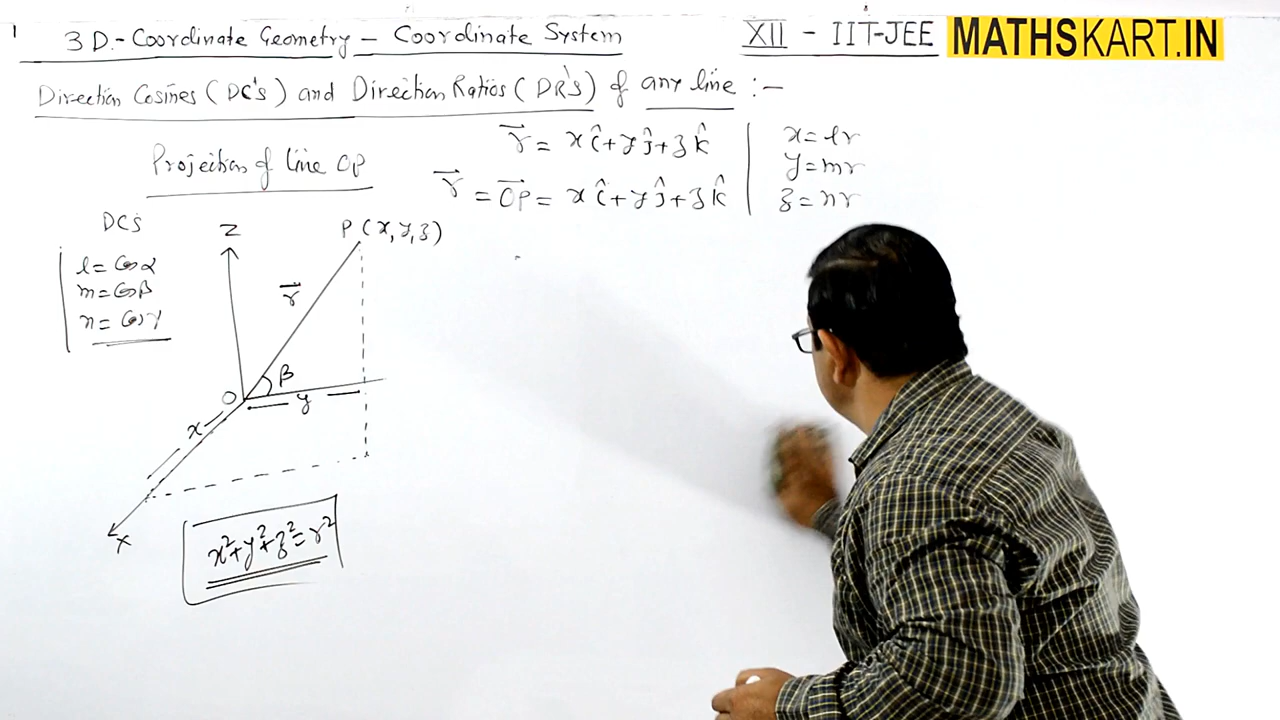 1
3D.-Coordinate Geometry - Coordinate System
XII - IIT-JEE
MATHSKART.IN
Direction Cosines (DC's) and Direction Ratios (DR's) of any line :-
Projection of line OP
r⃗ = xî+yĵ+zk̂
r⃗ = O⃗P⃗ = xî+yĵ+zk̂
x=lr
y=mr
z=nr
DCs
l=Cosα
m=Cosβ
n=Cosγ
Z
P(x,y,z)
r⃗
β
O
y
x
X
x²+y²+z²=r²